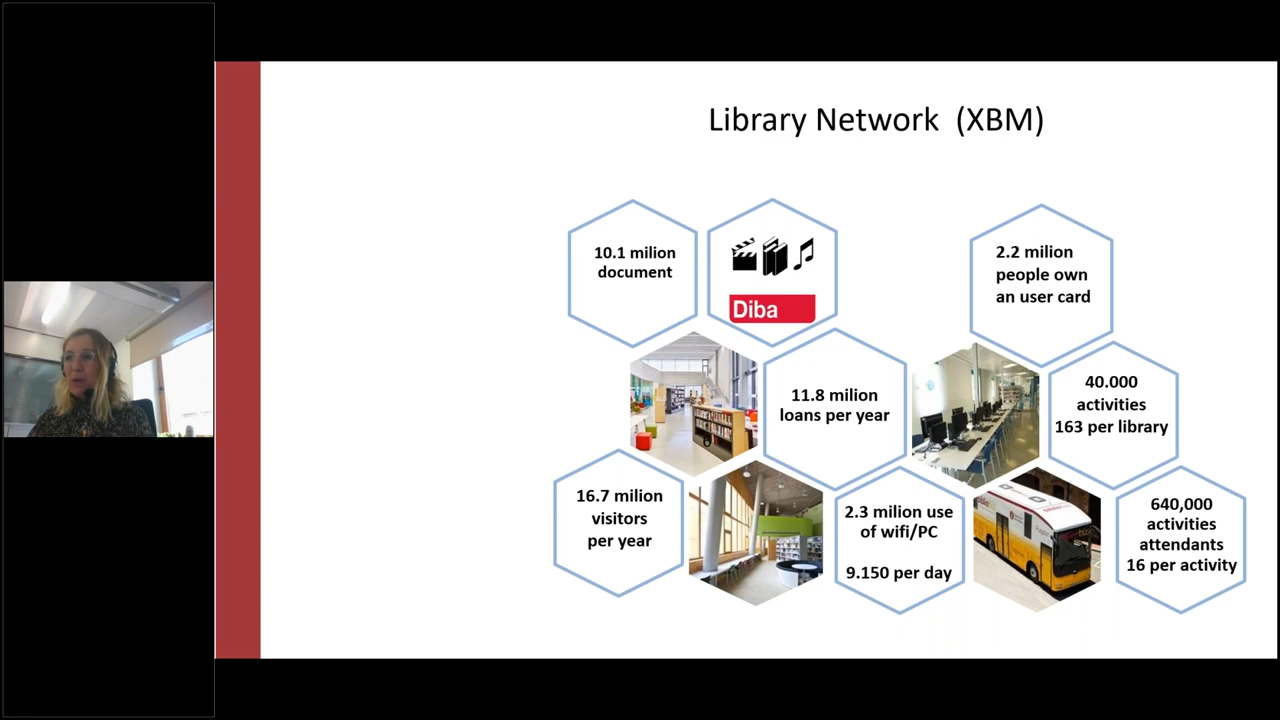 Library Network (XBM)
10.1 milion
document
Diba
2.2 milion
people own
an user card
11.8 milion
loans per year
40.000
activities
163 per library
16.7 milion
visitors
per year
2.3 milion use
of wifi/PC
9.150 per day
640,000
activities
attendants
16 per activity